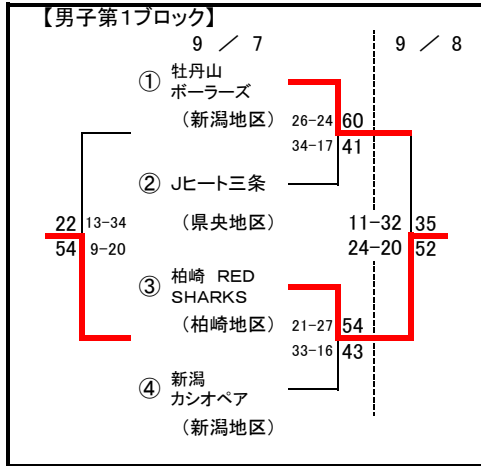 【男子第1ブロック】
9 ／ 7
9 ／ 8
① 牡丹山
ボーラーズ
（新潟地区）
26-24 60
34-17 41
② Jヒート三条
（県央地区）
22 13-34
54 9-20
11-32 35
24-20 52
③ 柏崎 RED
SHARKS
（柏崎地区）
21-27 54
33-16 43
④ 新潟
カシオペア
（新潟地区）